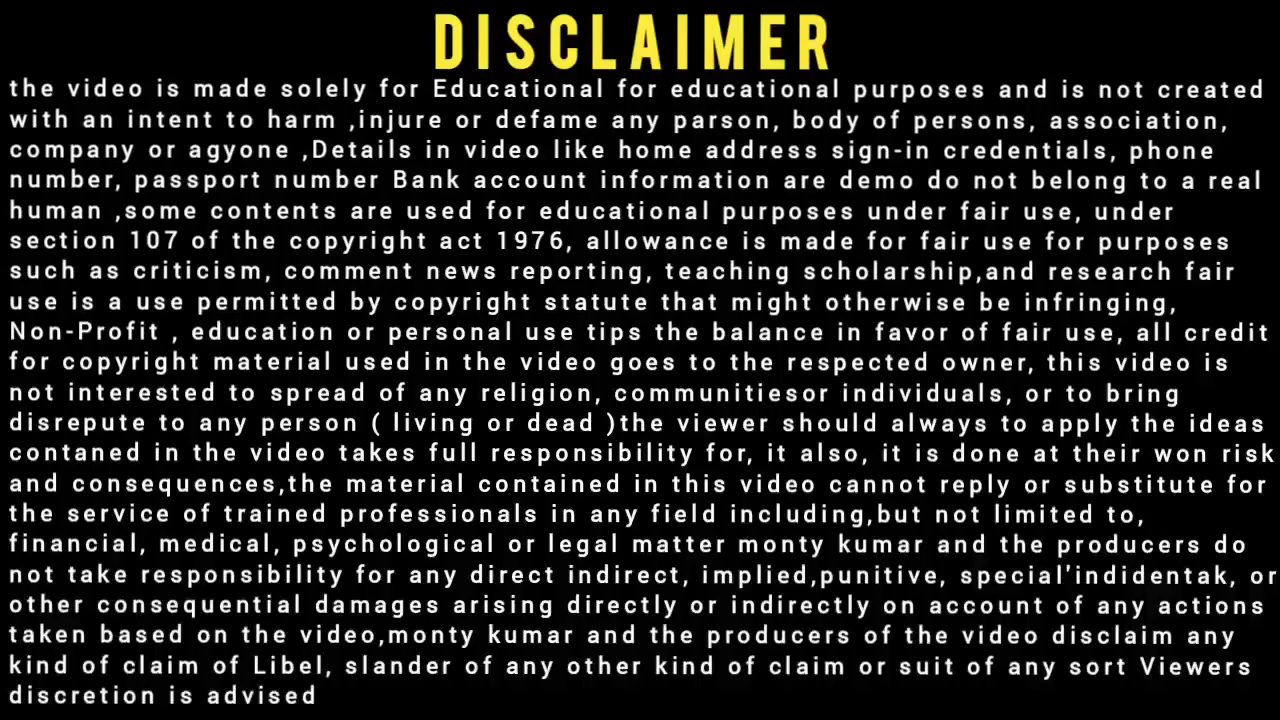 DISCLAIMER
the video is made solely for Educational for educational purposes and is not created
with an intent to harm ,injure or defame any parson, body of persons, association,
company or agyone ,Details in video like home address sign-in credentials, phone
number, passport number Bank account information are demo do not belong to a real
human ,some contents are used for educational purposes under fair use, under
section 107 of the copyright act 1976, allowance is made for fair use for purposes
such as criticism, comment news reporting, teaching scholarship,and research fair
use is a use permitted by copyright statute that might otherwise be infringing,
Non-Profit , education or personal use tips the balance in favor of fair use, all credit
for copyright material used in the video goes to the respected owner, this video is
not interested to spread of any religion, communitiesor individuals, or to bring
disrepute to any person ( living or dead )the viewer should always to apply the ideas
contaned in the video takes full responsibility for, it also, it is done at their won risk
and consequences,the material contained in this video cannot reply or substitute for
the service of trained professionals in any field including,but not limited to,
financial, medical, psychological or legal matter monty kumar and the producers do
not take responsibility for any direct indirect, implied,punitive, special'indidentak, or
other consequential damages arising directly or indirectly on account of any actions
taken based on the video,monty kumar and the producers of the video disclaim any
kind of claim of Libel, slander of any other kind of claim or suit of any sort Viewers
discretion is advised